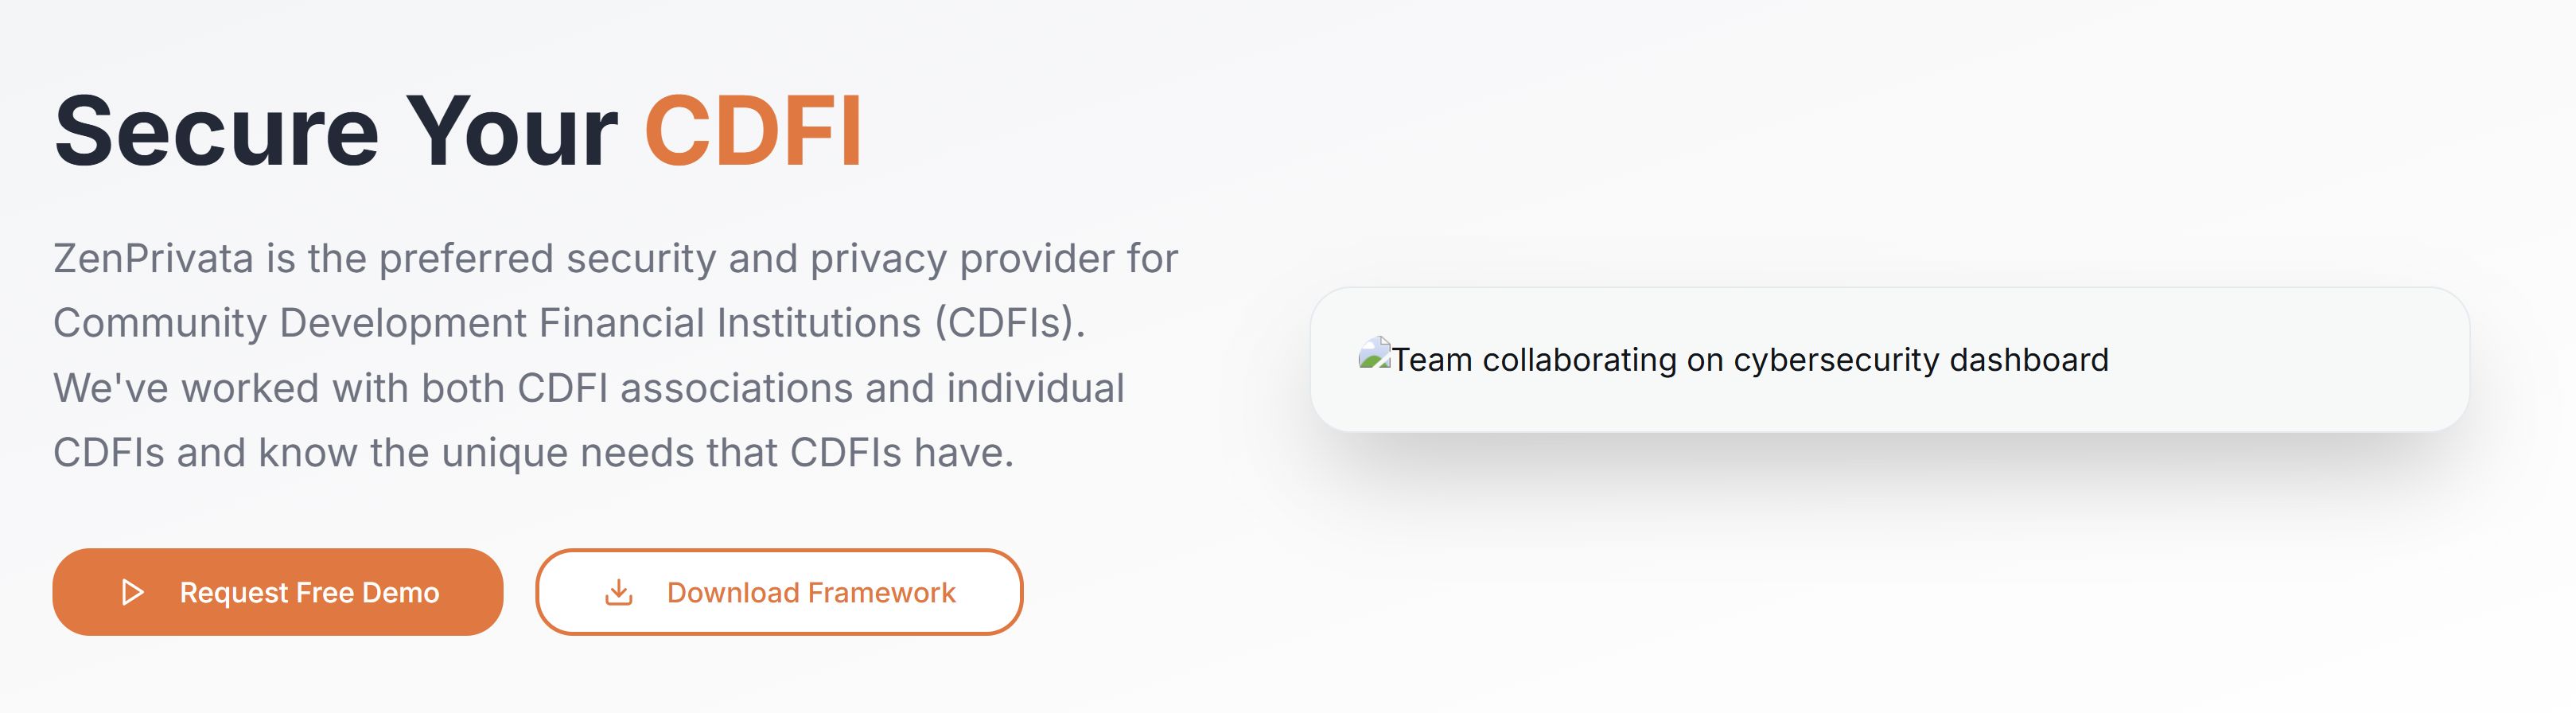 Secure Your CDFI
ZenPrivata is the preferred security and privacy provider for
Community Development Financial Institutions (CDFIs).
We've worked with both CDFI associations and individual
CDFIs and know the unique needs that CDFIs have.
Request Free Demo
Download Framework
Team collaborating on cybersecurity dashboard